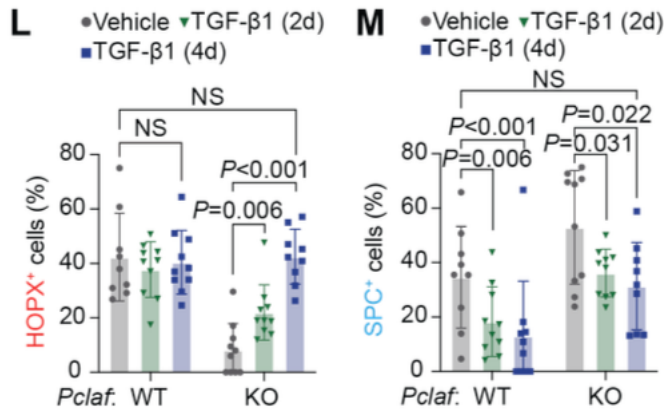 L
●Vehicle ▼TGF-β1 (2d)
■TGF-β1 (4d)
NS
NS
P<0.001
P=0.006
80
60
40
20
0
HOPX⁺ cells (%)
Pclaf: WT KO
M
●Vehicle ▼TGF-β1 (2d)
■TGF-β1 (4d)
NS
P=0.022
P<0.001
P=0.031
P=0.006
80
60
40
20
0
SPC⁺ cells (%)
Pclaf: WT KO